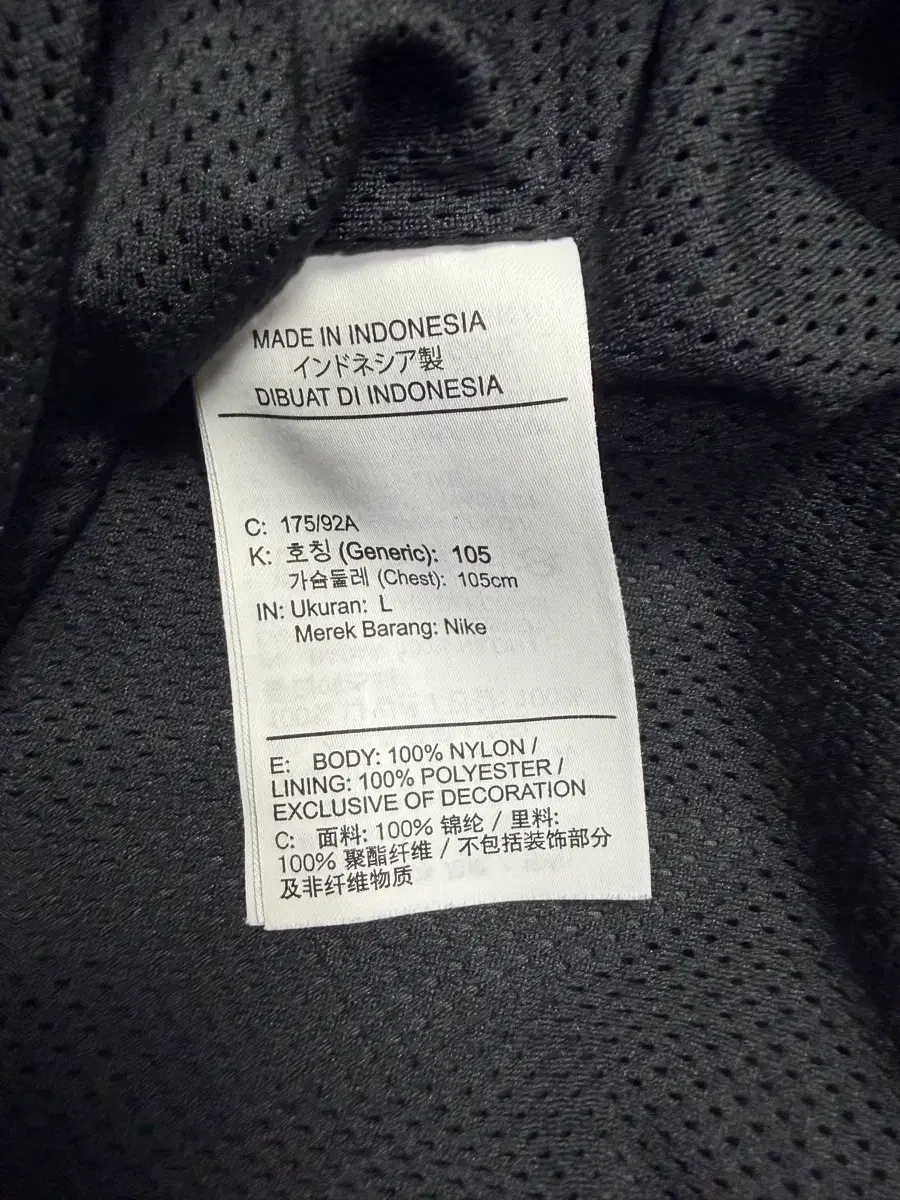 MADE IN INDONESIA
インドネシア製
DIBUAT DI INDONESIA
C: 175/92A
K: 호칭 (Generic): 105
가슴둘레 (Chest): 105cm
IN: Ukuran: L
Merek Barang: Nike
E: BODY: 100% NYLON /
LINING: 100% POLYESTER /
EXCLUSIVE OF DECORATION
C: 面料: 100% 锦纶 / 里料:
100% 聚酯纤维 / 不包括装饰部分
及非纤维物质